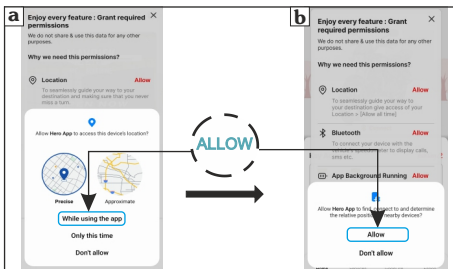 a
Enjoy every feature : Grant required
permissions
We do not share & use this data for any other
purposes.
Why we need this permissions?
Location
Allow
To seamlessly guide your way to your
destination and making sure that you never
miss a turn
Allow Hero App to access this device's location?
Precise
Approximate
While using the app
Only this time
Don't allow
ALLOW
b
Enjoy every feature : Grant
required permissions
We do not share & use this data for any other
purposes.
Why we need this permissions?
Location
Allow
To seamlessly guide your way to
your destination give access of your
Location = [Allow all time]
Bluetooth
Allow
To connect your device with the
to display calls,
sms etc.
App Background Running
Allow
Allow Hero App to find, connect to and determine
the relative position of nearby devices?
Allow
Don't allow